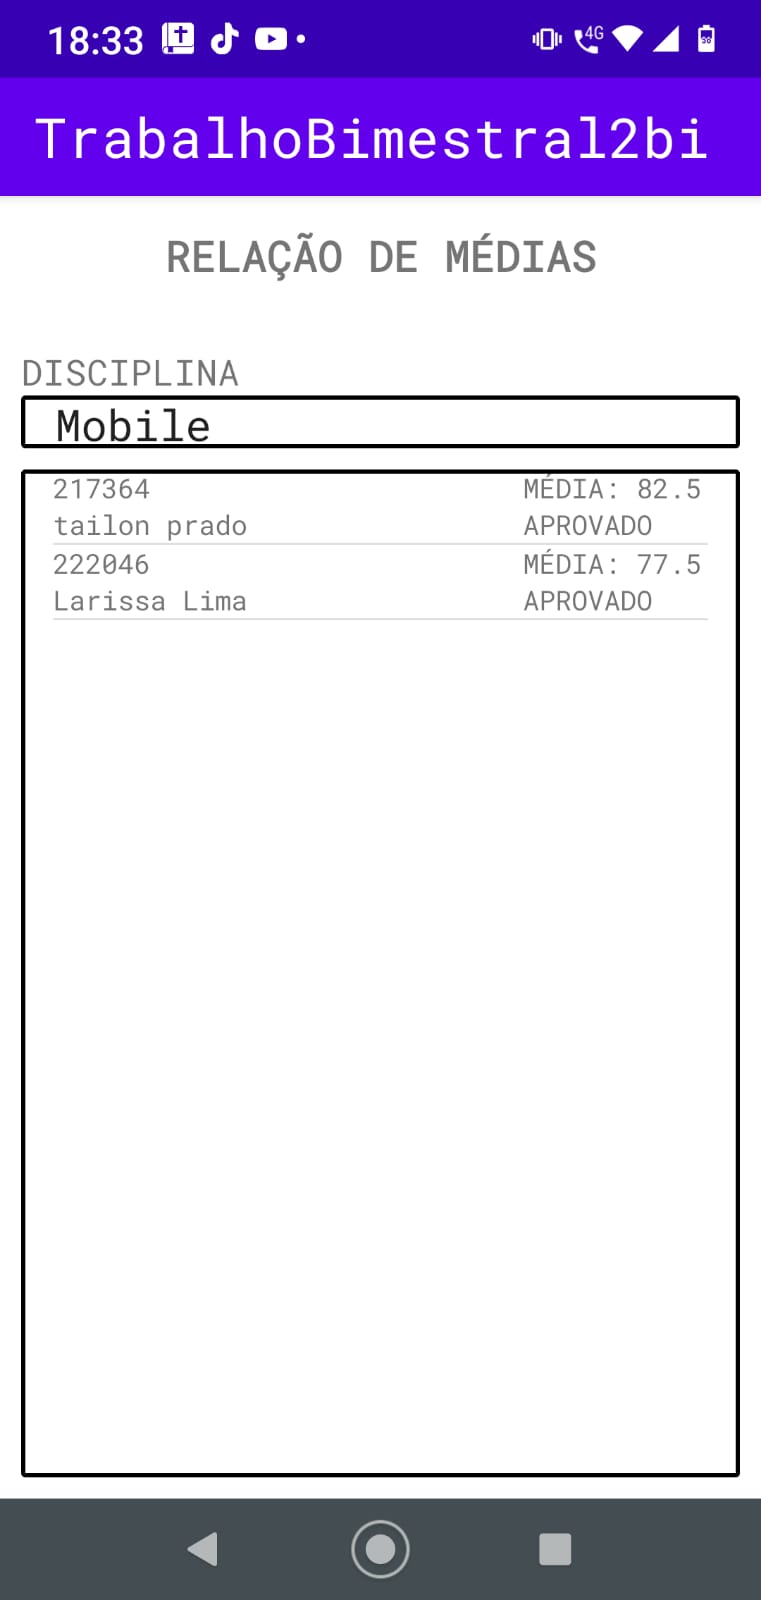 18:33
4G
TrabalhoBimestral2bi
RELAÇÃO DE MÉDIAS
DISCIPLINA
Mobile
217364 MÉDIA: 82.5
tailon prado APROVADO
222046 MÉDIA: 77.5
Larissa Lima APROVADO